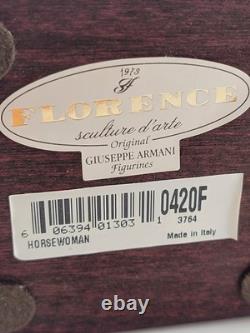 1973
FLORENCE
sculture d'arte
Original
GIUSEPPE ARMANI
Figurines
0420F
6 06394 01303 1 3764
HORSEWOMAN Made in Italy